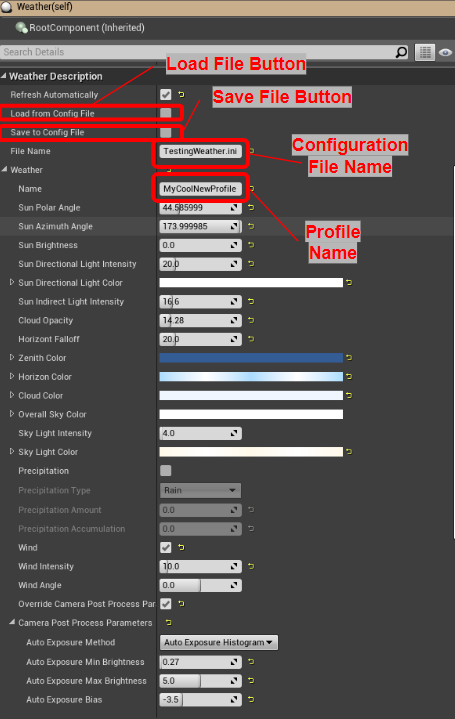 Weather(self)
RootComponent (Inherited)
Search Details
Load File Button
Weather Description
Refresh Automatically
Save File Button
Load from Config File
Save to Config File
File Name TestingWeather.ini
Configuration
File Name
Weather
Name MyCoolNewProfile
Sun Polar Angle 44.585999
Sun Azimuth Angle 173.999985
Profile
Name
Sun Brightness 0.0
Sun Directional Light Intensity 20.0
Sun Directional Light Color
Sun Indirect Light Intensity 16.6
Cloud Opacity 14.28
Horizont Falloff 20.0
Zenith Color
Horizon Color
Cloud Color
Overall Sky Color
Sky Light Intensity 4.0
Sky Light Color
Precipitation
Precipitation Type Rain
Precipitation Amount 0.0
Precipitation Accumulation 0.0
Wind
Wind Intensity 10.0
Wind Angle 0.0
Override Camera Post Process Par
Camera Post Process Parameters
Auto Exposure Method Auto Exposure Histogram
Auto Exposure Min Brightness 0.27
Auto Exposure Max Brightness 5.0
Auto Exposure Bias -3.5